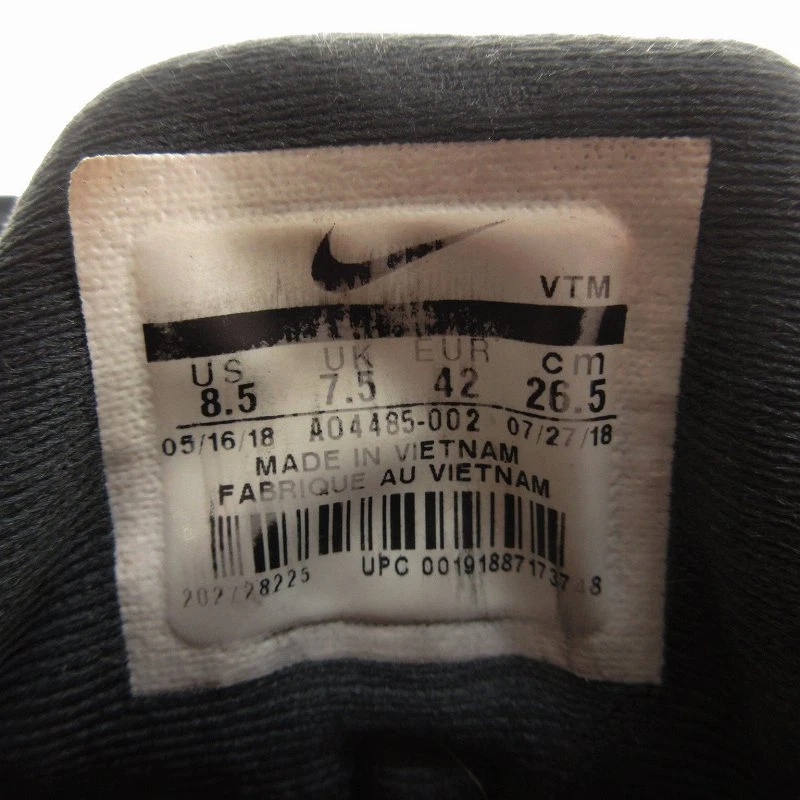 VTM
US UK EUR cm
8.5 7.5 42 26.5
05/16/18 AO4485-002 07/27/18
MADE IN VIETNAM
FABRIQUE AU VIETNAM
UPC